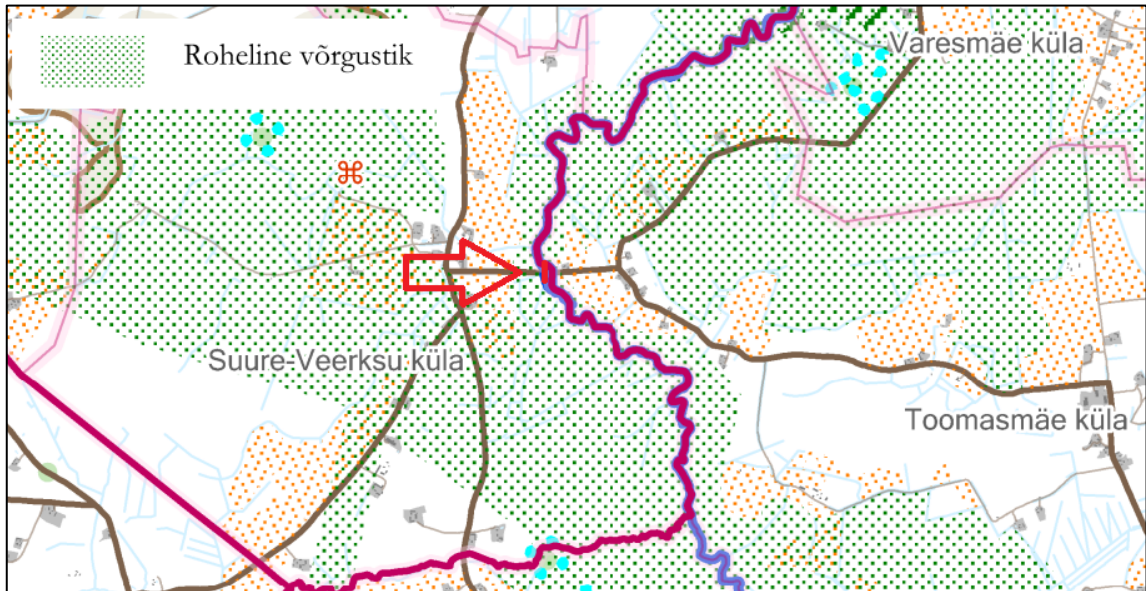 Roheline võrgustik
Varesmäe küla
Suure-Veerksu küla
Toomasmäe küla